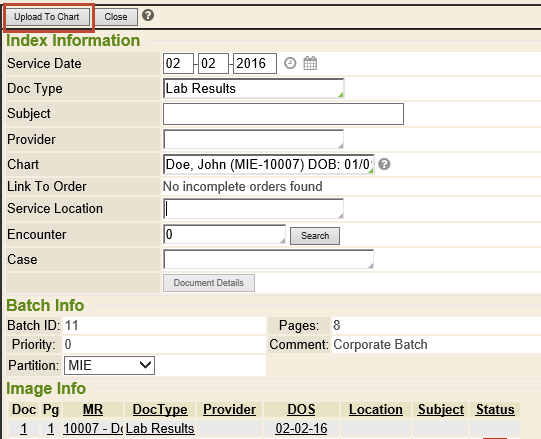 Upload To Chart Close ?
Index Information
Service Date 02 - 02 - 2016
Doc Type Lab Results
Subject
Provider
Chart Doe, John (MIE-10007) DOB: 01/0 ?
Link To Order No incomplete orders found
Service Location
Encounter 0 Search
Case
Document Details
Batch Info
Batch ID: 11 Pages: 8
Priority: 0 Comment: Corporate Batch
Partition: MIE
Image Info
Doc Pg MR DocType Provider DOS Location Subject Status
1 1 10007 - Do Lab Results 02-02-16